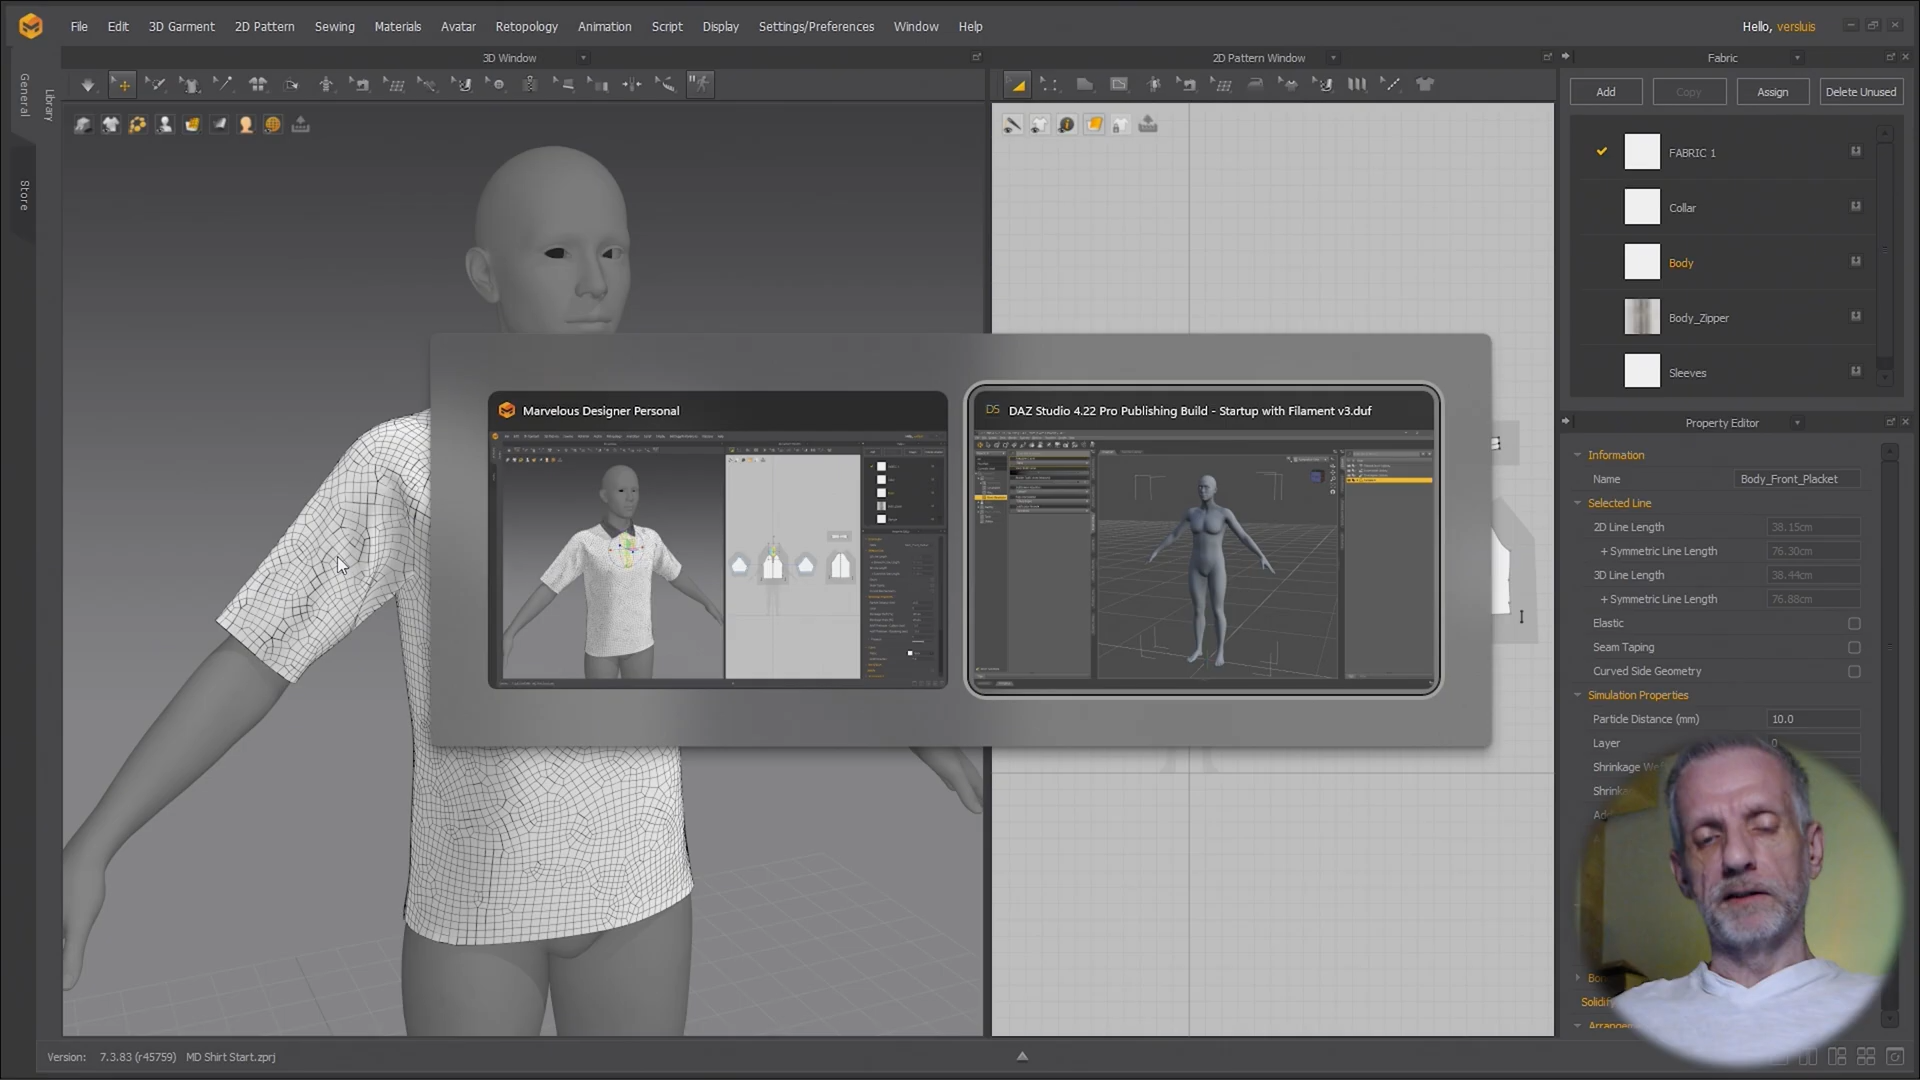 File Edit 3D Garment 2D Pattern Sewing Materials Avatar Retopology Animation Script Display Settings/Preferences Window Help
Hello, versluis
3D Window
2D Pattern Window
Fabric
General
Library
Store
Add
Copy
Assign
Delete Unused
FABRIC 1
Collar
Body
Body_Zipper
Sleeves
Marvelous Designer Personal
DS DAZ Studio 4.22 Pro Publishing Build - Startup with Filament v3.duf
Property Editor
Information
Name Body_Front_Placket
Selected Line
2D Line Length 38.15cm
+ Symmetric Line Length 76.30cm
3D Line Length 38.44cm
+ Symmetric Line Length 76.88cm
Elastic
Seam Taping
Curved Side Geometry
Simulation Properties
Particle Distance (mm) 10.0
Layer 0
Shrinkage
Version: 7.3.83 (r45759) MD Shirt Start.zprj